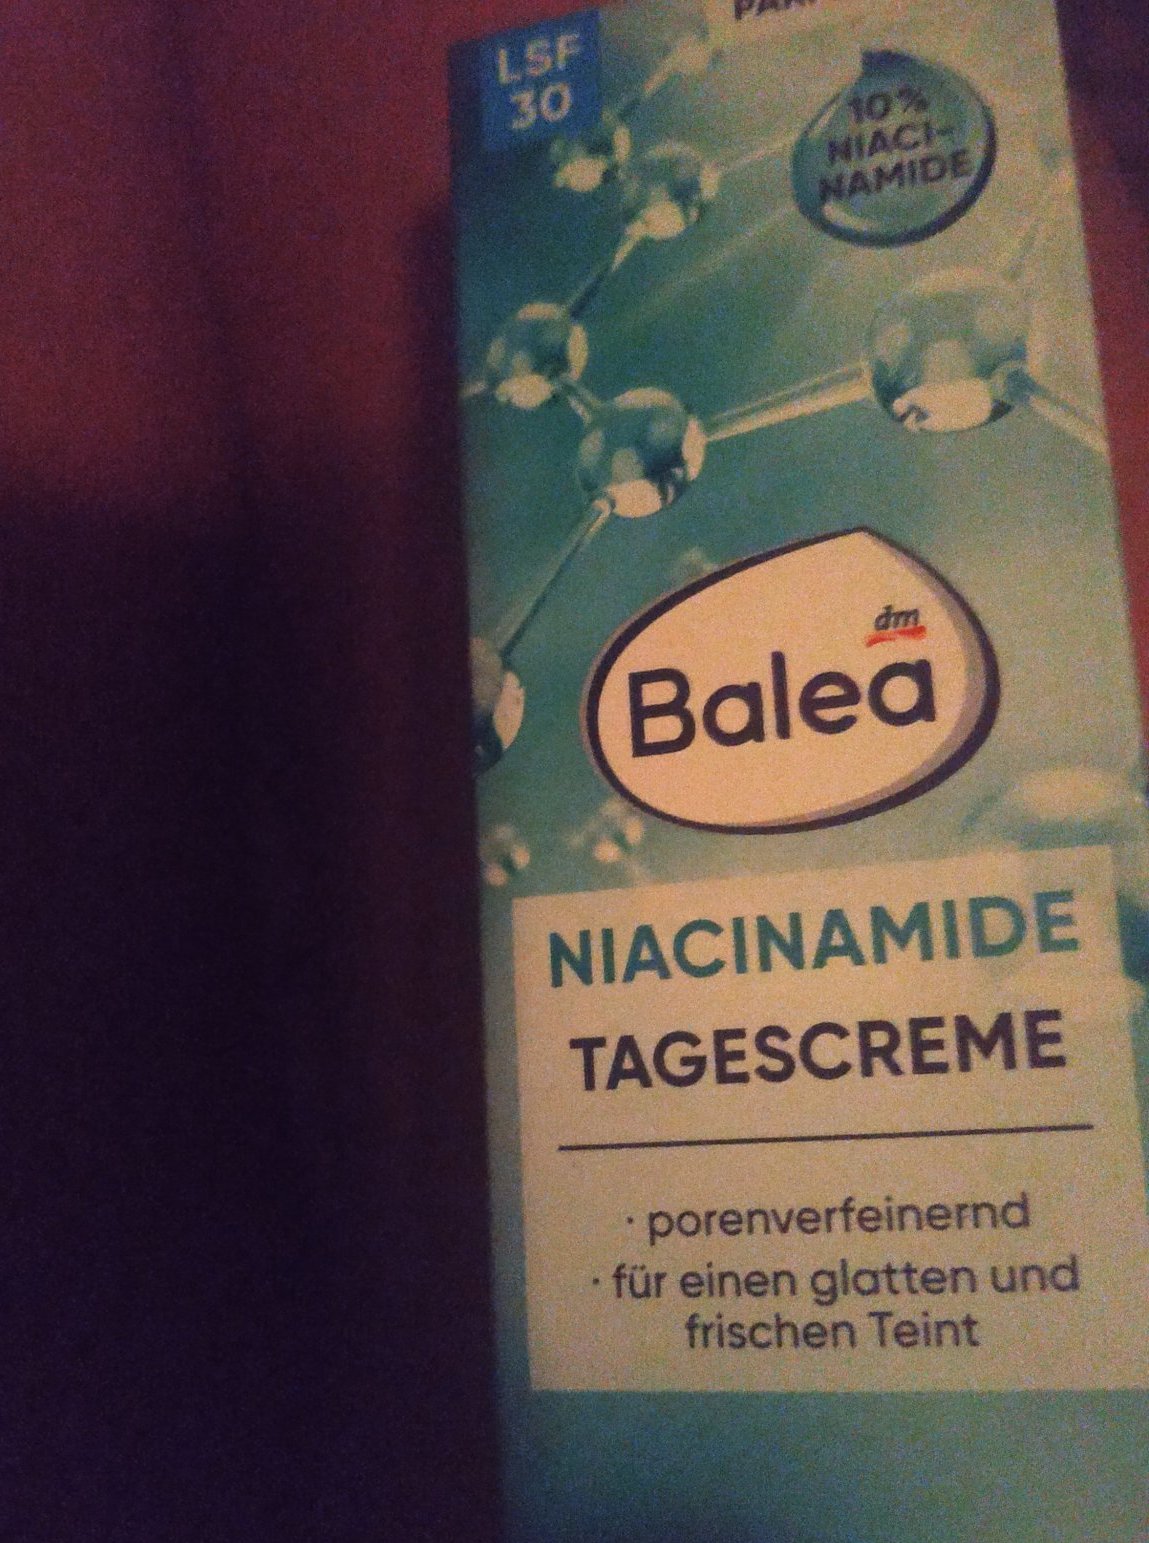 LSF
30
10%
NIACI-
NAMIDE
dm
Balea
NIACINAMIDE
TAGESCREME
· porenverfeinernd
· für einen glatten und
frischen Teint